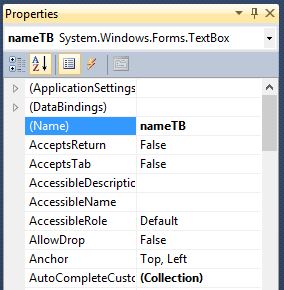 Properties
nameTB System.Windows.Forms.TextBox
(ApplicationSettings
(DataBindings)
(Name) nameTB
AcceptsReturn False
AcceptsTab False
AccessibleDescriptic
AccessibleName
AccessibleRole Default
AllowDrop False
Anchor Top, Left
AutoCompleteCusto (Collection)